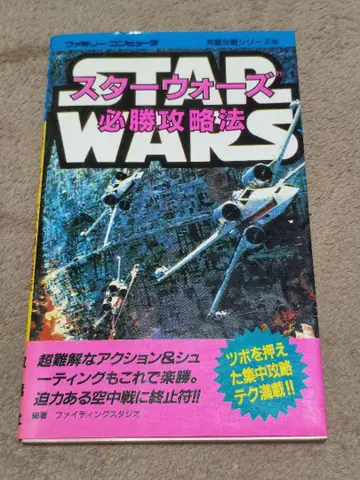 ファミリーコンピュータ
完璧攻略シリーズ
STAR
スターウォーズ
必勝攻略法
WARS
超難解なアクション&シュ
ーティングもこれで楽勝。
迫力ある空中戦に終止符!!
編著 ファイティングスタジオ
ツボを押え
た集中攻略
テク満載!!